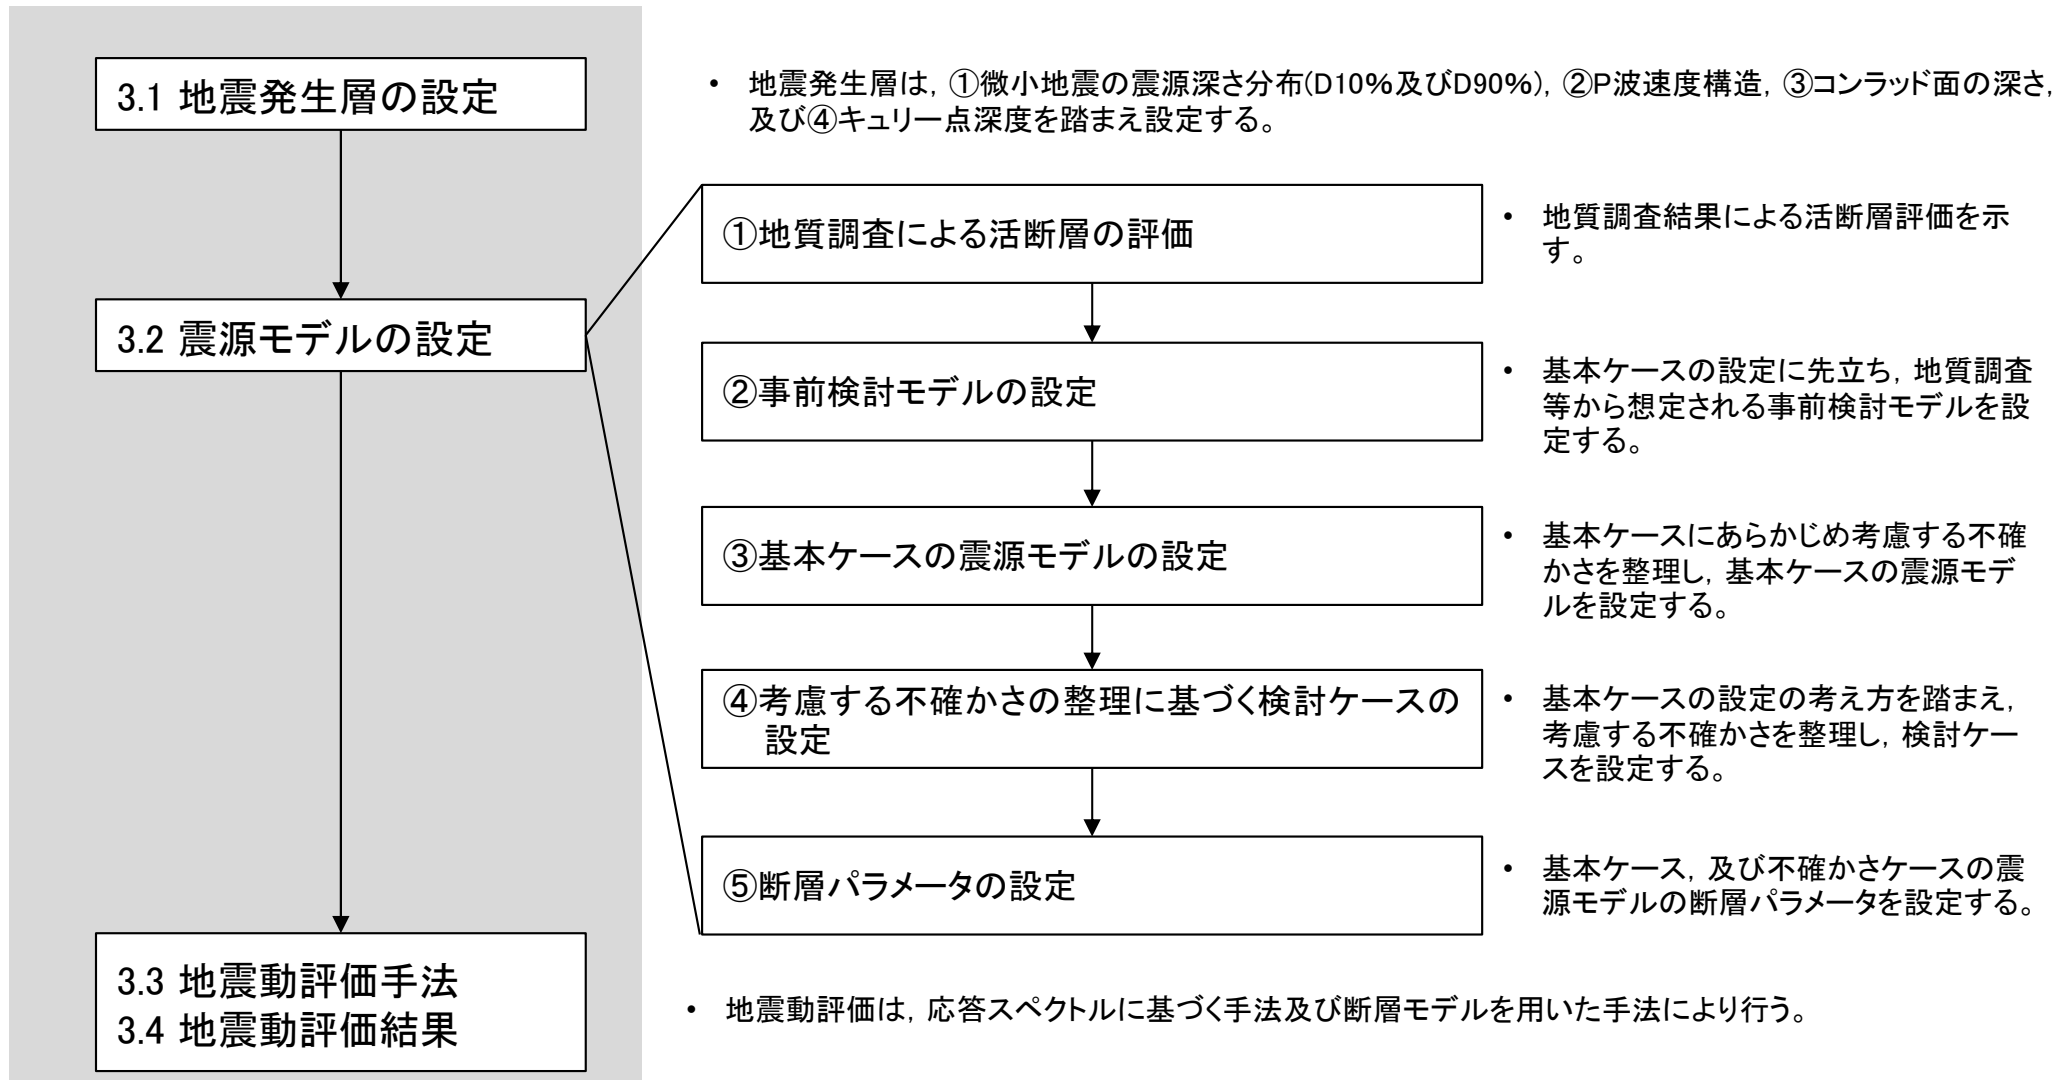 3.1 地震発生層の設定
• 地震発生層は，①微小地震の震源深さ分布(D10%及びD90%)，②P波速度構造，③コンラッド面の深さ，
及び④キュリー点深度を踏まえ設定する。
3.2 震源モデルの設定
①地質調査による活断層の評価
• 地質調査結果による活断層評価を示
す。
②事前検討モデルの設定
• 基本ケースの設定に先立ち，地質調査
等から想定される事前検討モデルを設
定する。
③基本ケースの震源モデルの設定
• 基本ケースにあらかじめ考慮する不確
かさを整理し，基本ケースの震源モデ
ルを設定する。
④考慮する不確かさの整理に基づく検討ケースの
設定
• 基本ケースの設定の考え方を踏まえ，
考慮する不確かさを整理し，検討ケー
スを設定する。
⑤断層パラメータの設定
• 基本ケース，及び不確かさケースの震
源モデルの断層パラメータを設定する。
3.3 地震動評価手法
3.4 地震動評価結果
• 地震動評価は，応答スペクトルに基づく手法及び断層モデルを用いた手法により行う。